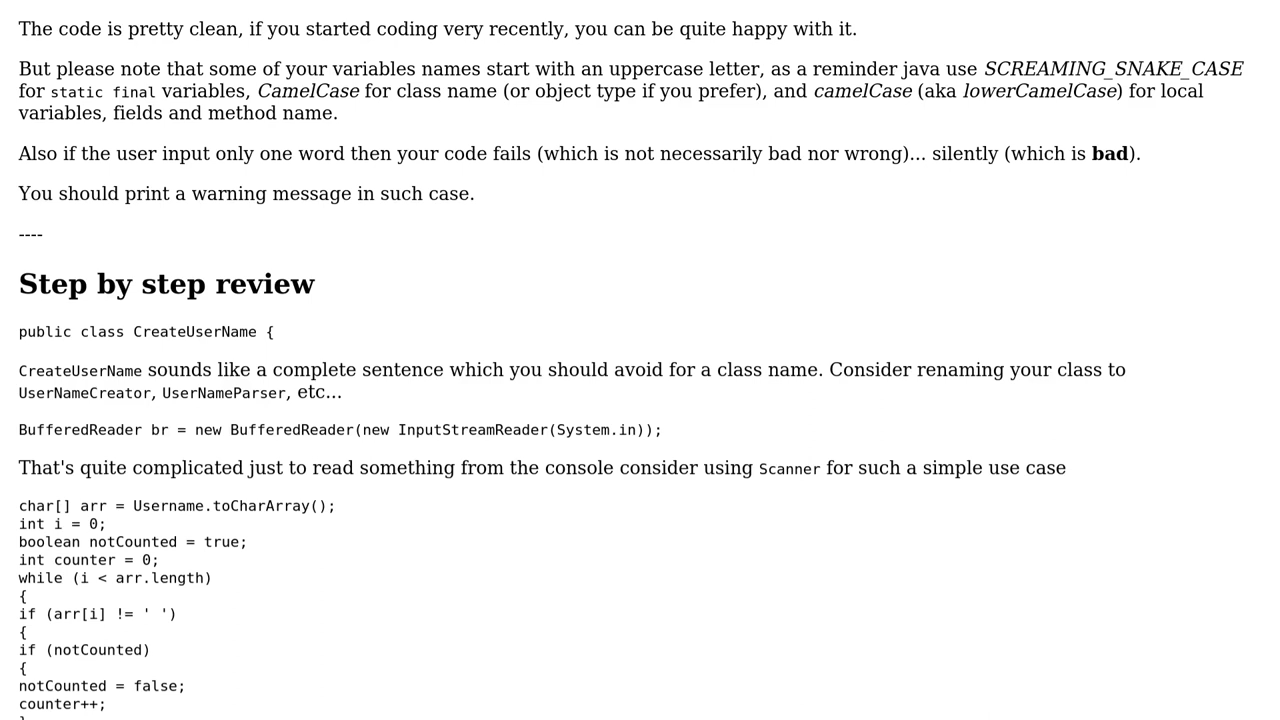 The code is pretty clean, if you started coding very recently, you can be quite happy with it.
But please note that some of your variables names start with an uppercase letter, as a reminder java use SCREAMING_SNAKE_CASE
for static final variables, CamelCase for class name (or object type if you prefer), and camelCase (aka lowerCamelCase) for local
variables, fields and method name.
Also if the user input only one word then your code fails (which is not necessarily bad nor wrong)... silently (which is bad).
You should print a warning message in such case.
----
Step by step review
public class CreateUserName {
CreateUserName sounds like a complete sentence which you should avoid for a class name. Consider renaming your class to
UserNameCreator, UserNameParser, etc...
BufferedReader br = new BufferedReader(new InputStreamReader(System.in));
That's quite complicated just to read something from the console consider using Scanner for such a simple use case
char[] arr = Username.toCharArray();
int i = 0;
boolean notCounted = true;
int counter = 0;
while (i < arr.length)
{
if (arr[i] != ' ')
{
if (notCounted)
{
notCounted = false;
counter++;
}